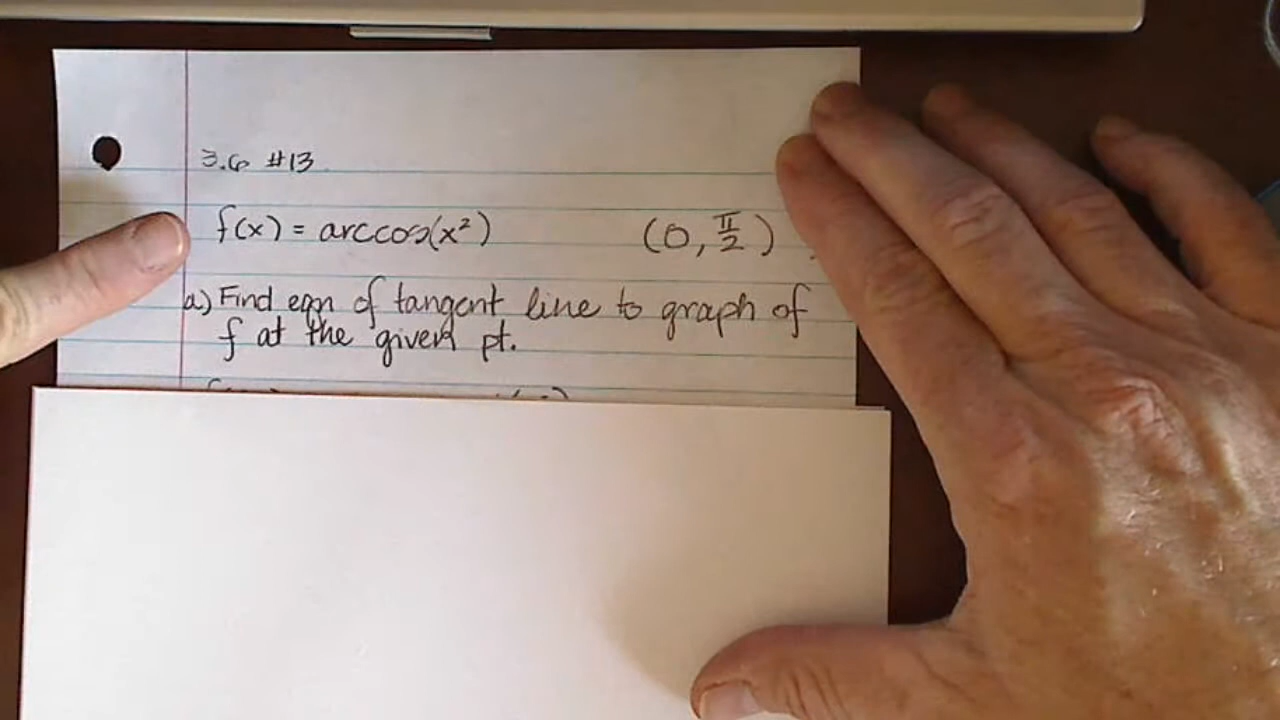 3.6 #13
f(x) = arccos(x²) (0, π/2)
a) Find eqn of tangent line to graph of
f at the given pt.